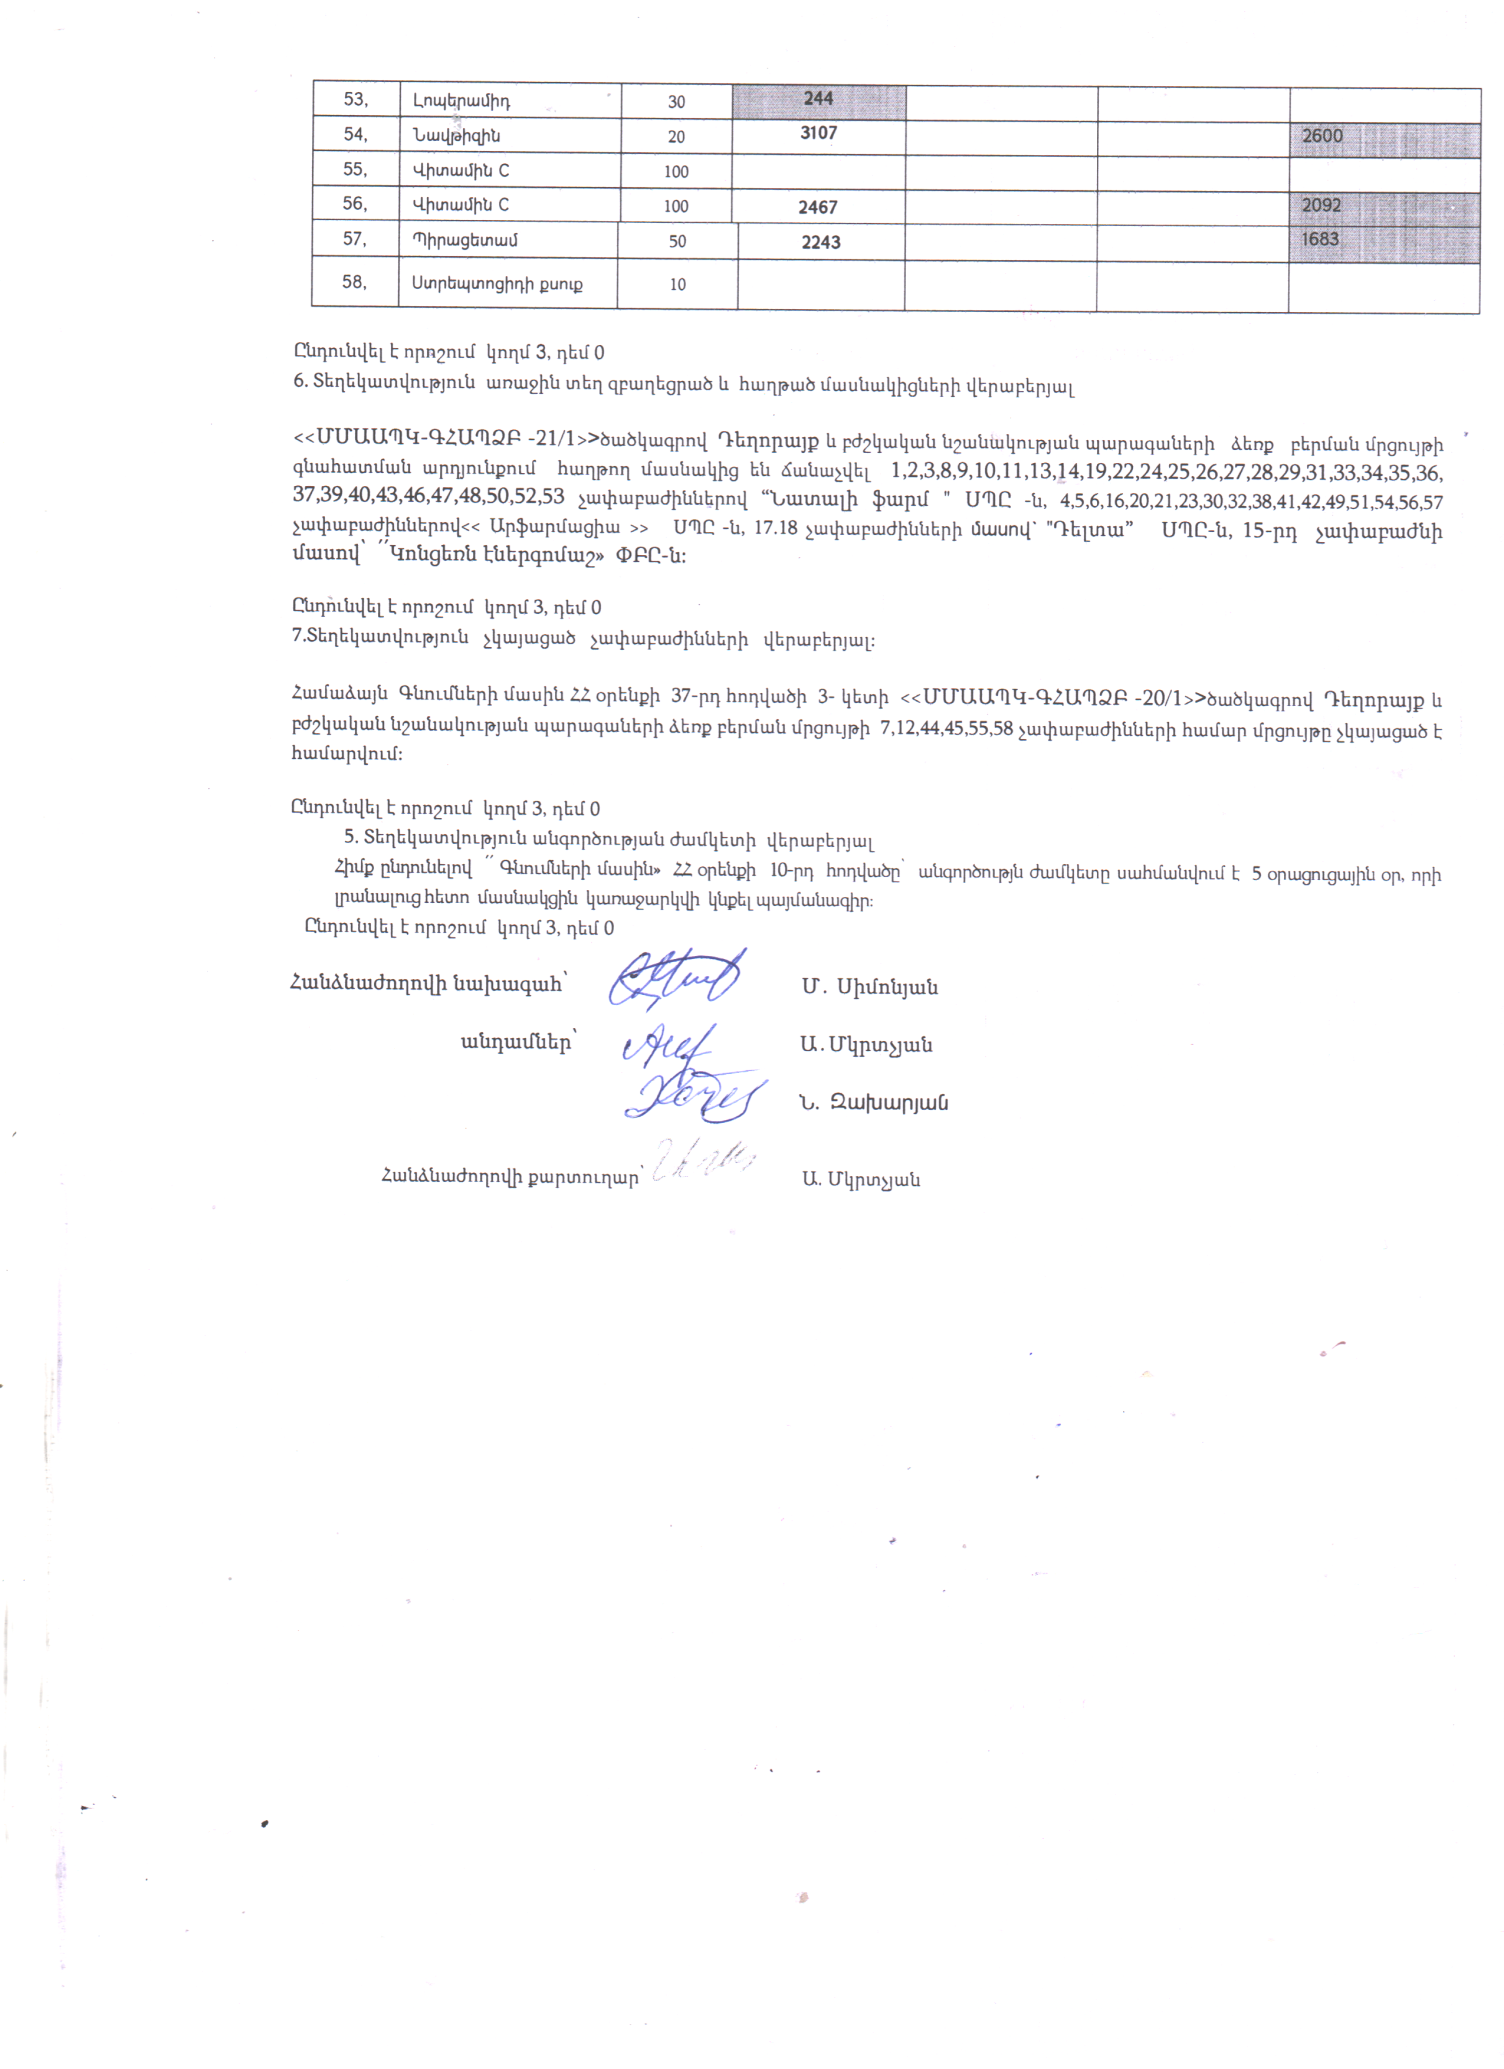 53, Լոպերամիդ 30 244
54, Նավթիզին 20 3107 2600
55, Վիտամին C 100
56, Վիտամին C 100 2467 2092
57, Պիրացետամ 50 2243 1683
58, Ստրեպտոցիդի քսուք 10
Ընդունվել է որոշում կողմ 3, դեմ 0
6. Տեղեկատվություն առաջին տեղ զբաղեցրած և հաղթած մասնակիցների վերաբերյալ
<<ՄՄԱԱՊԿ-ԳՀԱՊՁԲ -21/1>>ծածկագրով Դեղորայք և բժշկական նշանակության պարագաների ձեռք բերման մրցույթի
գնահատման արդյունքում հաղթող մասնակից են ճանաչվել 1,2,3,8,9,10,11,13,14,19,22,24,25,26,27,28,29,31,33,34,35,36,
37,39,40,43,46,47,48,50,52,53 չափաբաժիններով “Նատալի ֆարմ " ՍՊԸ -ն, 4,5,6,16,20,21,23,30,32,38,41,42,49,51,54,56,57
չափաբաժիններով<< Արֆարմացիա >> ՍՊԸ -ն, 17.18 չափաբաժինների մասով՝ "Դելտա” ՍՊԸ-ն, 15-րդ չափաբաժնի
մասով՝ ´´Կոնցեռն էներգոմաշ» ՓԲԸ-ն:
Ընդունվել է որոշում կողմ 3, դեմ 0
7.Տեղեկատվություն չկայացած չափաբաժինների վերաբերյալ:
Համաձայն Գնումների մասին ՀՀ օրենքի 37-րդ հոդվածի 3- կետի <<ՄՄԱԱՊԿ-ԳՀԱՊՁԲ -20/1>>ծածկագրով Դեղորայք և
բժշկական նշանակության պարագաների ձեռք բերման մրցույթի 7,12,44,45,55,58 չափաբաժինների համար մրցույթը չկայացած է
համարվում:
Ընդունվել է որոշում կողմ 3, դեմ 0
5. Տեղեկատվություն անգործության ժամկետի վերաբերյալ
Հիմք ընդունելով ´´ Գնումների մասին» ՀՀ օրենքի 10-րդ հոդվածը՝ անգործությն ժամկետը սահմանվում է 5 օրացուցային օր, որի
լրանալուց հետո մասնակցին կառաջարկվի կնքել պայմանագիր:
Ընդունվել է որոշում կողմ 3, դեմ 0
Հանձնաժողովի նախագահ՝ Մ. Սիմոնյան
անդամներ՝ Ա.Մկրտչյան
Ն. Զախարյան
Հանձնաժողովի քարտուղար՝ Ա. Մկրտչյան